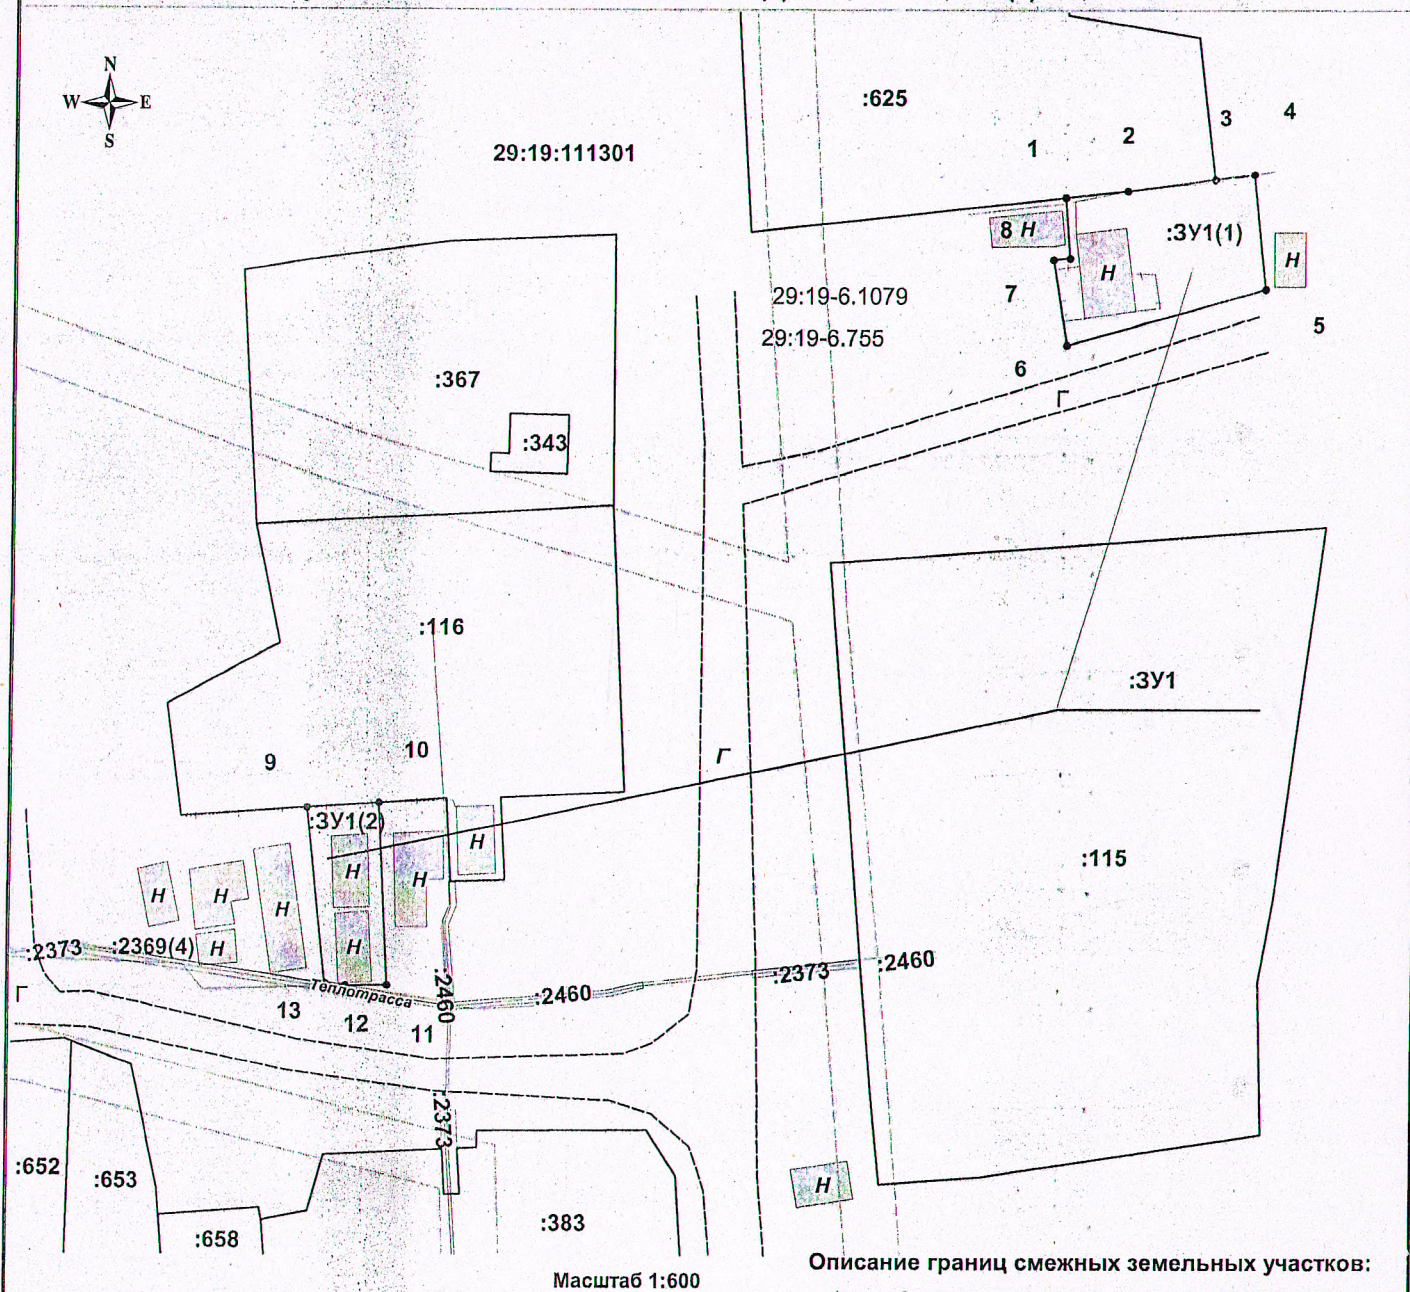 N
W E
S
:625
29:19:111301
1
2
3
4
8 Н
:ЗУ1(1)
Н
Н
29:19-6.1079
7
29:19-6.755
5
6
Г
:367
:343
:116
:ЗУ1
9
10
Г
:ЗУ1(2)
Н
Н
Н
:115
Н
Н
Н
Н
Н
:2373
:2369(4)
Теплотрасса
:2460
:2460
:2373
:2460
Г
13
12
11
:2373
:652
:653
:658
:383
Н
Описание границ смежных земельных участков:
Масштаб 1:600